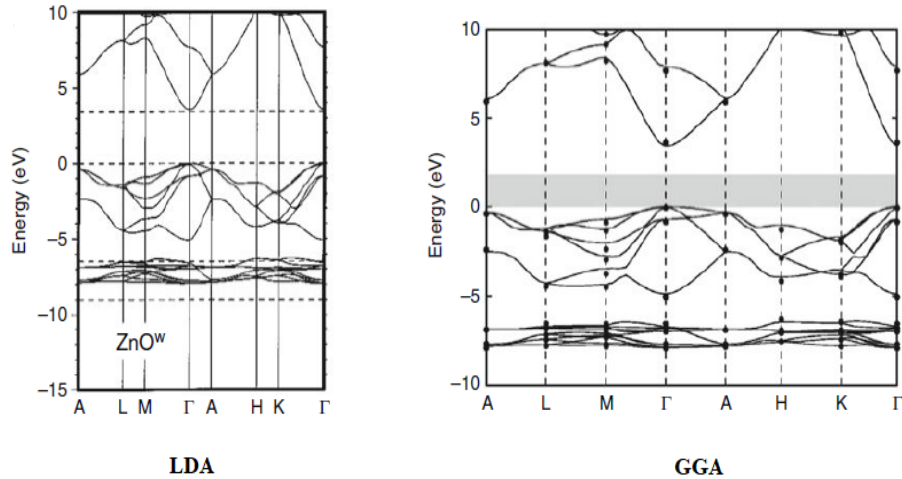 10
5
0
−5
−10
−15
Energy (eV)
ZnOᵂ
A L M Γ A H K Γ
LDA
10
5
0
−5
−10
Energy (eV)
A L M Γ A H K Γ
GGA